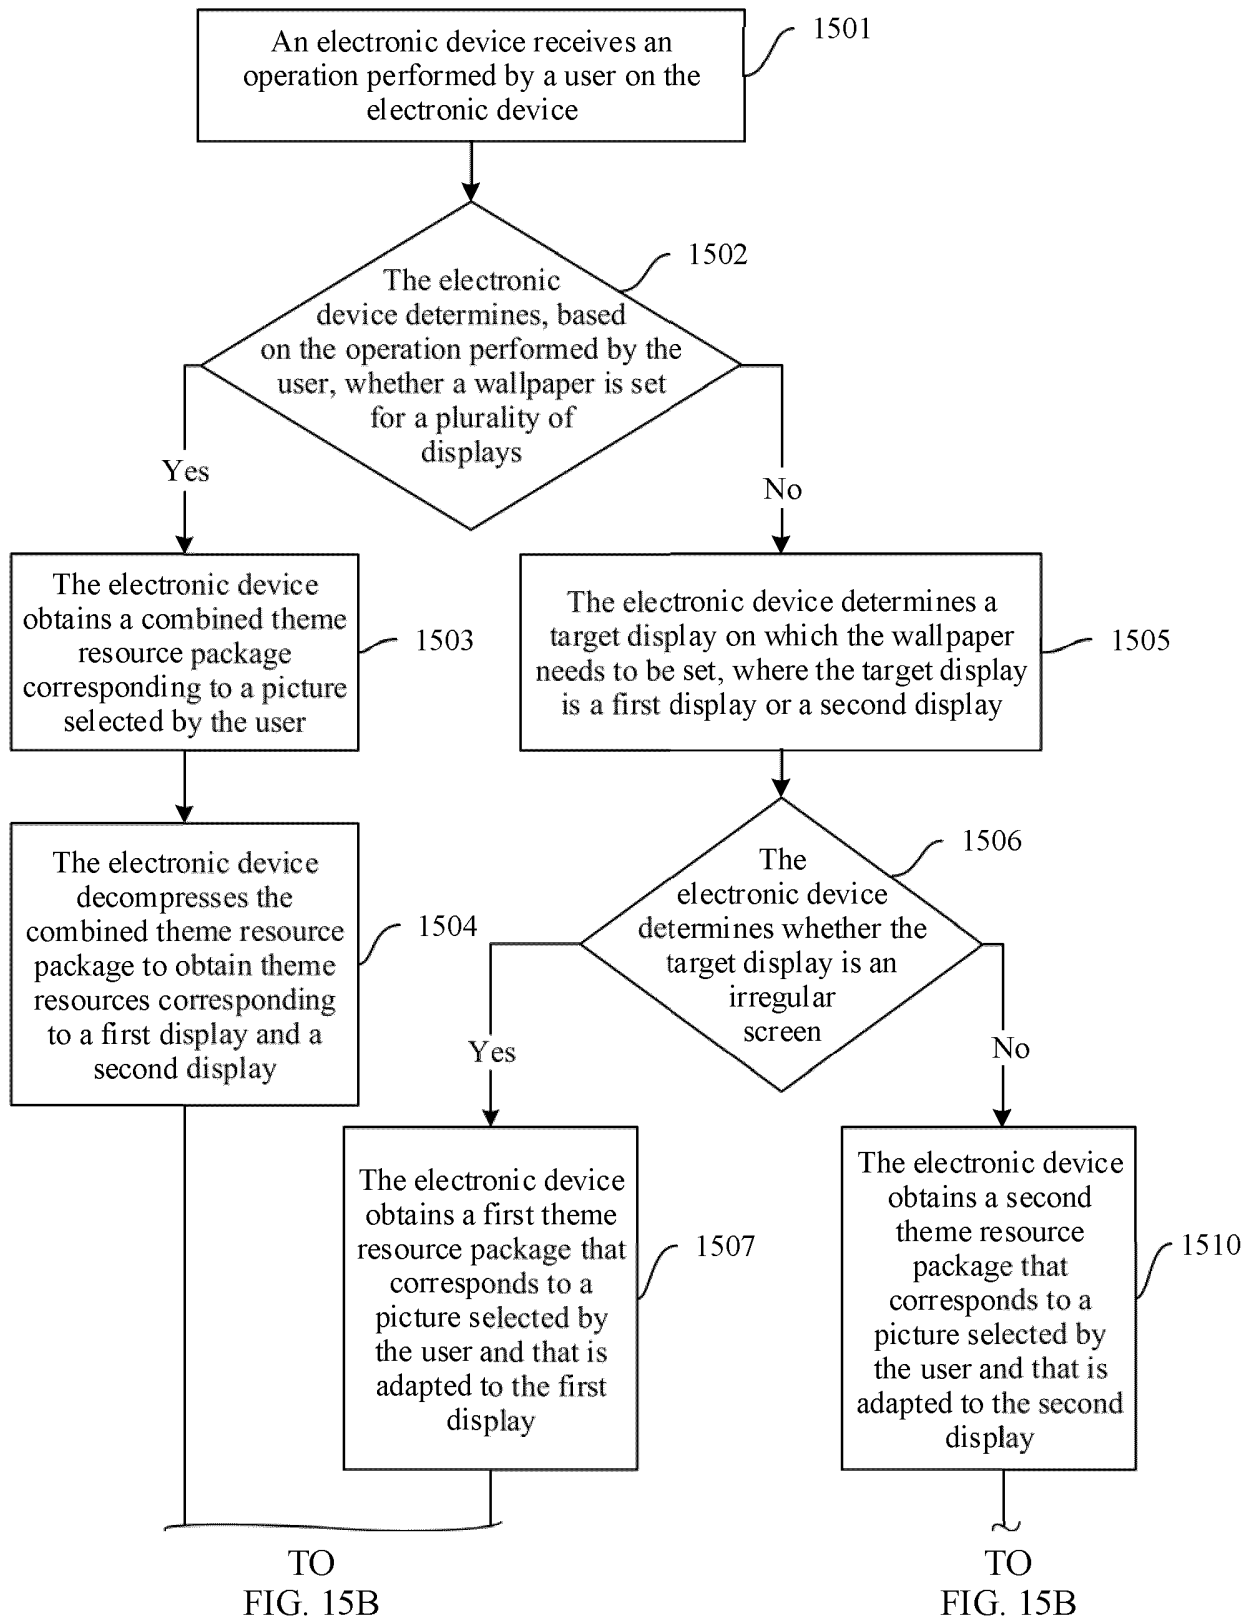 An electronic device receives an
operation performed by a user on the
electronic device
1501
The electronic
device determines, based
on the operation performed by the
user, whether a wallpaper is set
for a plurality of
displays
1502
Yes
No
The electronic device
obtains a combined theme
resource package
corresponding to a picture
selected by the user
1503
The electronic device determines a
target display on which the wallpaper
needs to be set, where the target display
is a first display or a second display
1505
The electronic device
decompresses the
combined theme resource
package to obtain theme
resources corresponding
to a first display and a
second display
1504
The
electronic device
determines whether the
target display is an
irregular
screen
1506
Yes
No
The electronic device
obtains a first theme
resource package that
corresponds to a
picture selected by
the user and that is
adapted to the first
display
1507
The electronic device
obtains a second
theme resource
package that
corresponds to a
picture selected by
the user and that is
adapted to the second
display
1510
TO
FIG. 15B
TO
FIG. 15B